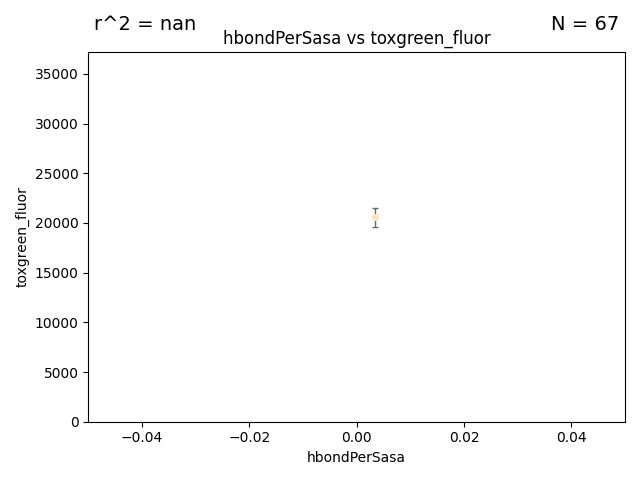 r^2 = nan
N = 67
hbondPerSasa vs toxgreen_fluor
35000
30000
25000
20000
15000
10000
5000
0
toxgreen_fluor
−0.04
−0.02
0.00
0.02
0.04
hbondPerSasa